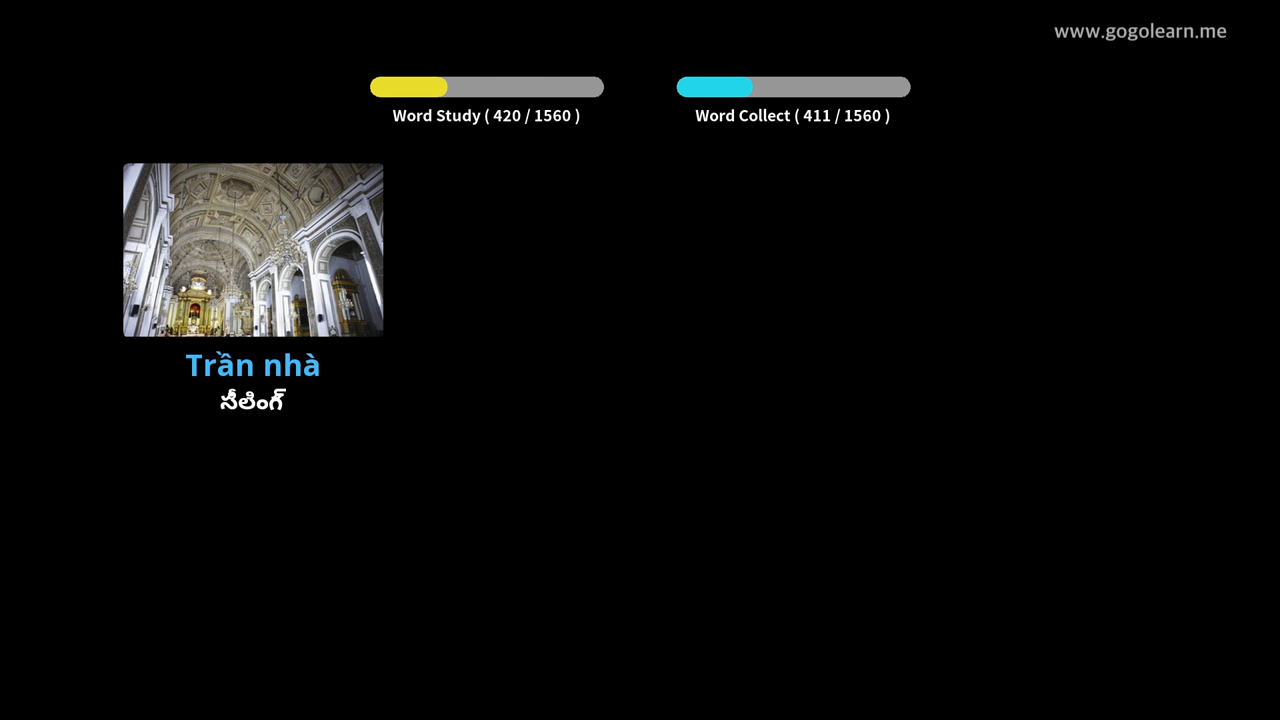 www.gogolearn.me
Word Study ( 420 / 1560 )
Word Collect ( 411 / 1560 )
Trần nhà
సీలింగ్